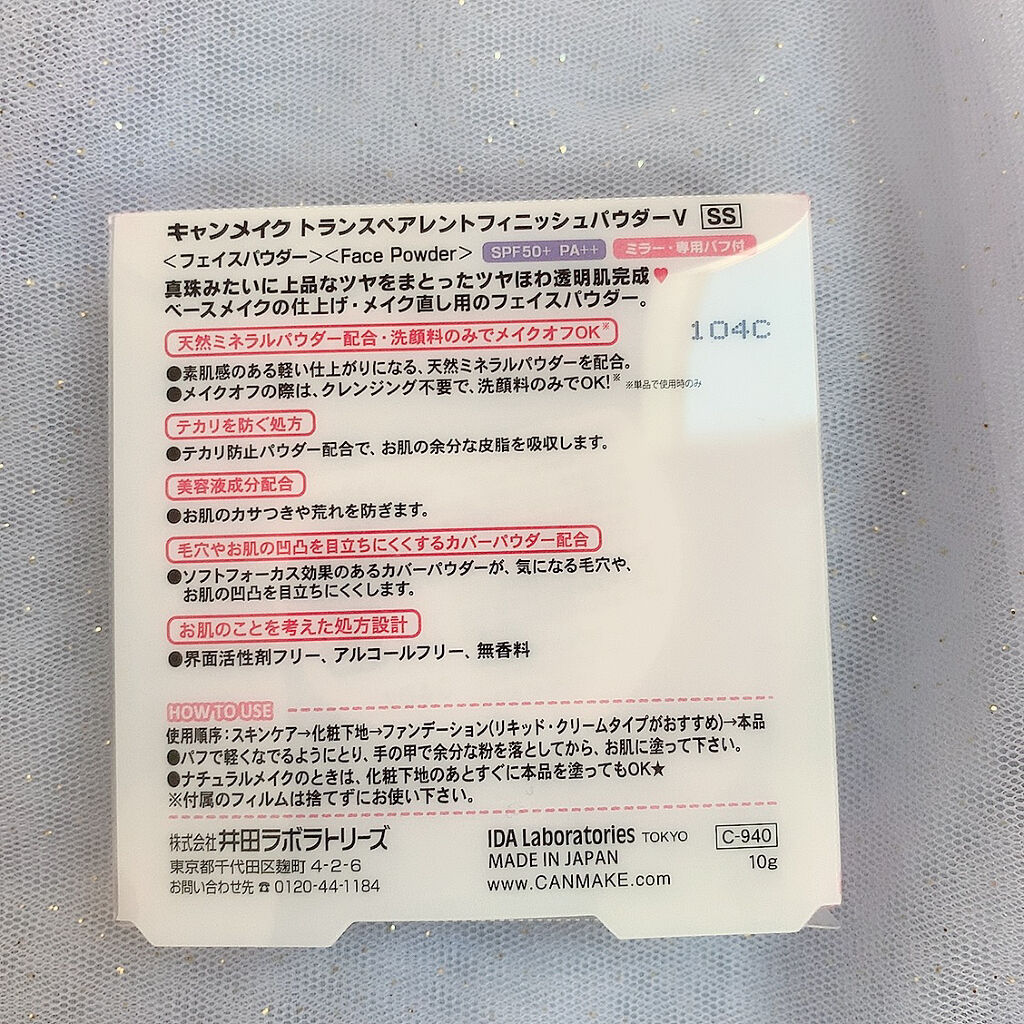 キャンメイク トランスペアレントフィニッシュパウダーV SS
<フェイスパウダー><Face Powder> SPF50+ PA++ ミラー・専用パフ付
真珠みたいに上品なツヤをまとったツヤほわ透明肌完成♥
ベースメイクの仕上げ・メイク直し用のフェイスパウダー。
104C
天然ミネラルパウダー配合・洗顔料のみでメイクオフOK※
●素肌感のある軽い仕上がりになる、天然ミネラルパウダーを配合。
●メイクオフの際は、クレンジング不要で、洗顔料のみでOK!※ ※単品で使用時のみ
テカリを防ぐ処方
●テカリ防止パウダー配合で、お肌の余分な皮脂を吸収します。
美容液成分配合
●お肌のカサつきや荒れを防ぎます。
毛穴やお肌の凹凸を目立ちにくくするカバーパウダー配合
●ソフトフォーカス効果のあるカバーパウダーが、気になる毛穴や、
お肌の凹凸を目立ちにくくします。
お肌のことを考えた処方設計
●界面活性剤フリー、アルコールフリー、無香料
HOW TO USE
使用順序:スキンケア→化粧下地→ファンデーション(リキッド・クリームタイプがおすすめ)→本品
●パフで軽くなでるようにとり、手の甲で余分な粉を落としてから、お肌に塗って下さい。
●ナチュラルメイクのときは、化粧下地のあとすぐに本品を塗ってもOK★
※付属のフィルムは捨てずにお使い下さい。
株式会社 井田ラボラトリーズ
東京都千代田区麹町 4-2-6
お問い合わせ先 ☎ 0120-44-1184
IDA Laboratories TOKYO C-940
MADE IN JAPAN 10g
www.CANMAKE.com